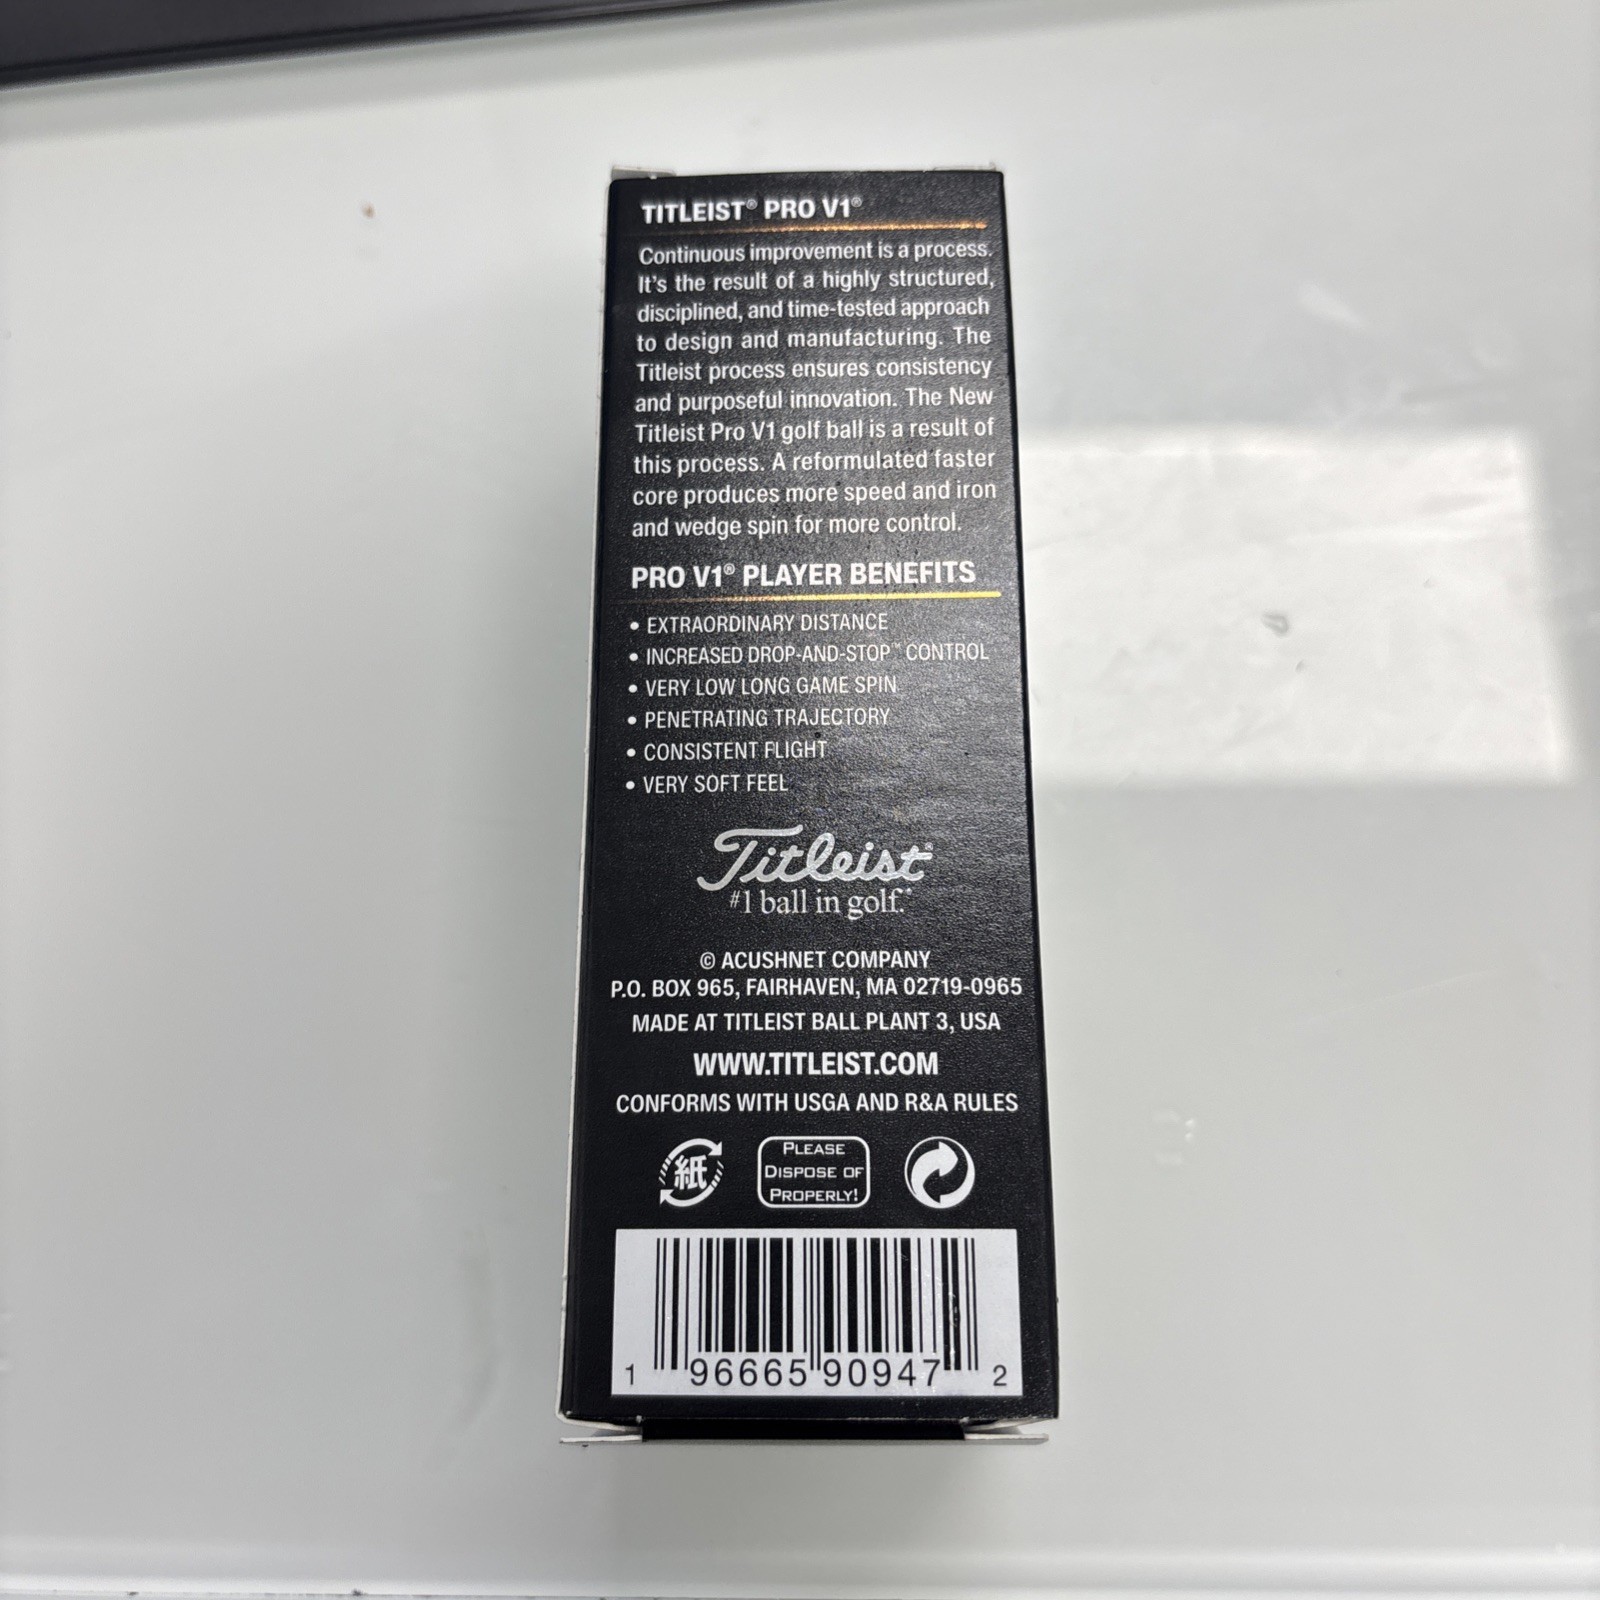 TITLEIST® PRO V1®
Continuous improvement is a process.
It's the result of a highly structured,
disciplined, and time-tested approach
to design and manufacturing. The
Titleist process ensures consistency
and purposeful innovation. The New
Titleist Pro V1 golf ball is a result of
this process. A reformulated faster
core produces more speed and iron
and wedge spin for more control.
PRO V1® PLAYER BENEFITS
• EXTRAORDINARY DISTANCE
• INCREASED DROP-AND-STOP™ CONTROL
• VERY LOW LONG GAME SPIN
• PENETRATING TRAJECTORY
• CONSISTENT FLIGHT
• VERY SOFT FEEL
Titleist®
#1 ball in golf.*
© ACUSHNET COMPANY
P.O. BOX 965, FAIRHAVEN, MA 02719-0965
MADE AT TITLEIST BALL PLANT 3, USA
WWW.TITLEIST.COM
CONFORMS WITH USGA AND R&A RULES
紙
PLEASE
DISPOSE OF
PROPERLY!
1 96665 90947 2